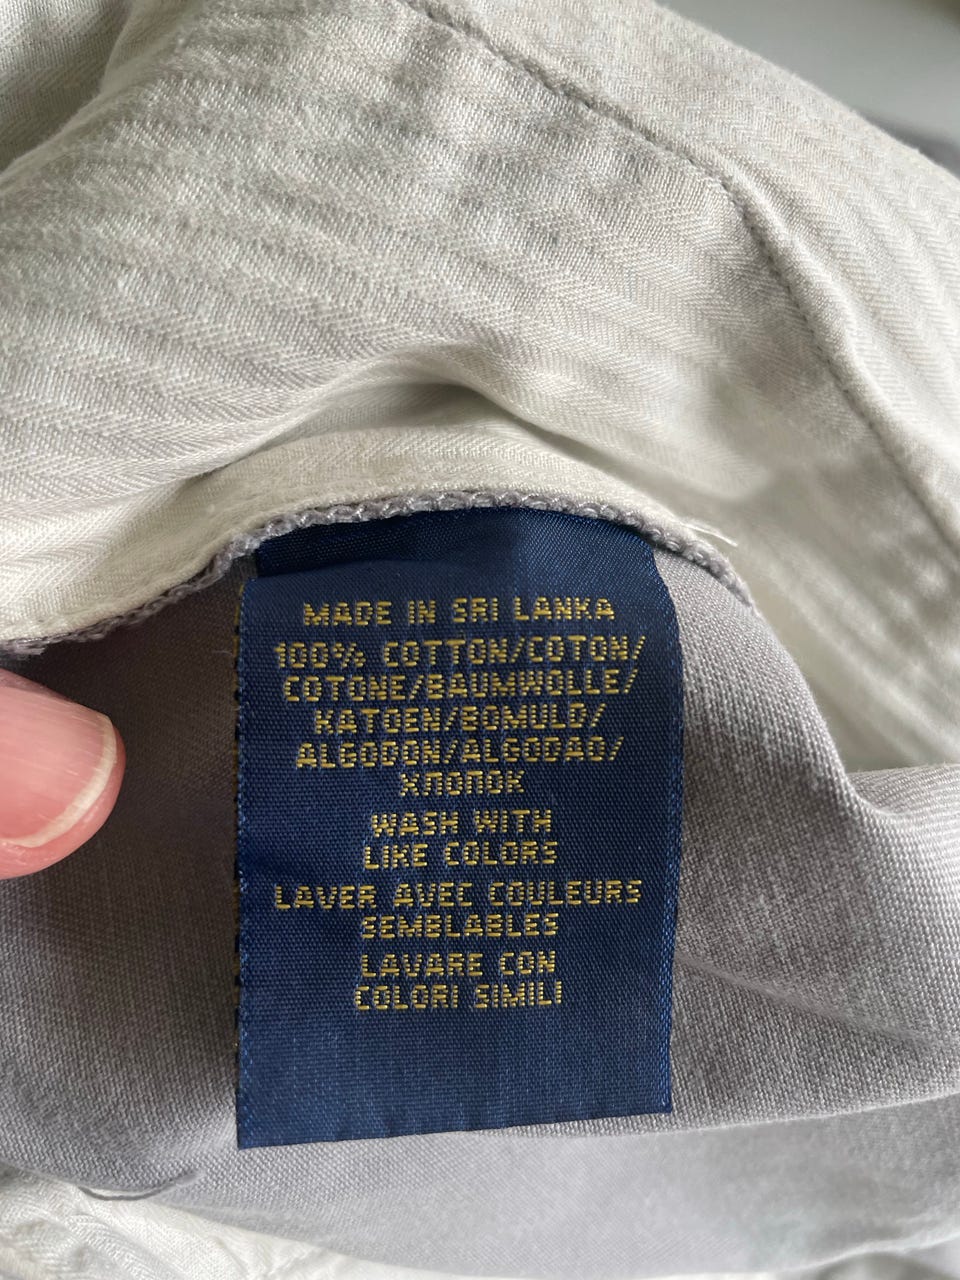 MADE IN SRI LANKA
100% COTTON/COTON/
COTONE/BAUMWOLLE/
KATOEN/BOMULD/
ALGODON/ALGODAO/
ХЛОПОК
WASH WITH
LIKE COLORS
LAVER AVEC COULEURS
SEMBLABLES
LAVARE CON
COLORI SIMILI